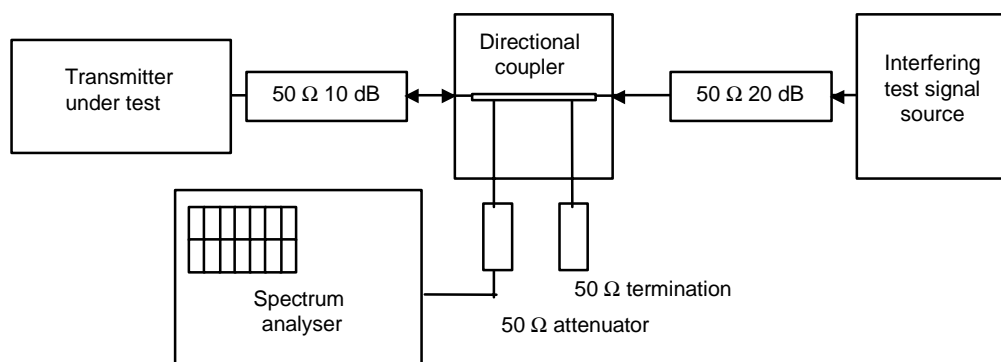 Transmitter
under test
50 Ω 10 dB
Directional
coupler
50 Ω 20 dB
Interfering
test signal
source
Spectrum
analyser
50 Ω termination
50 Ω attenuator